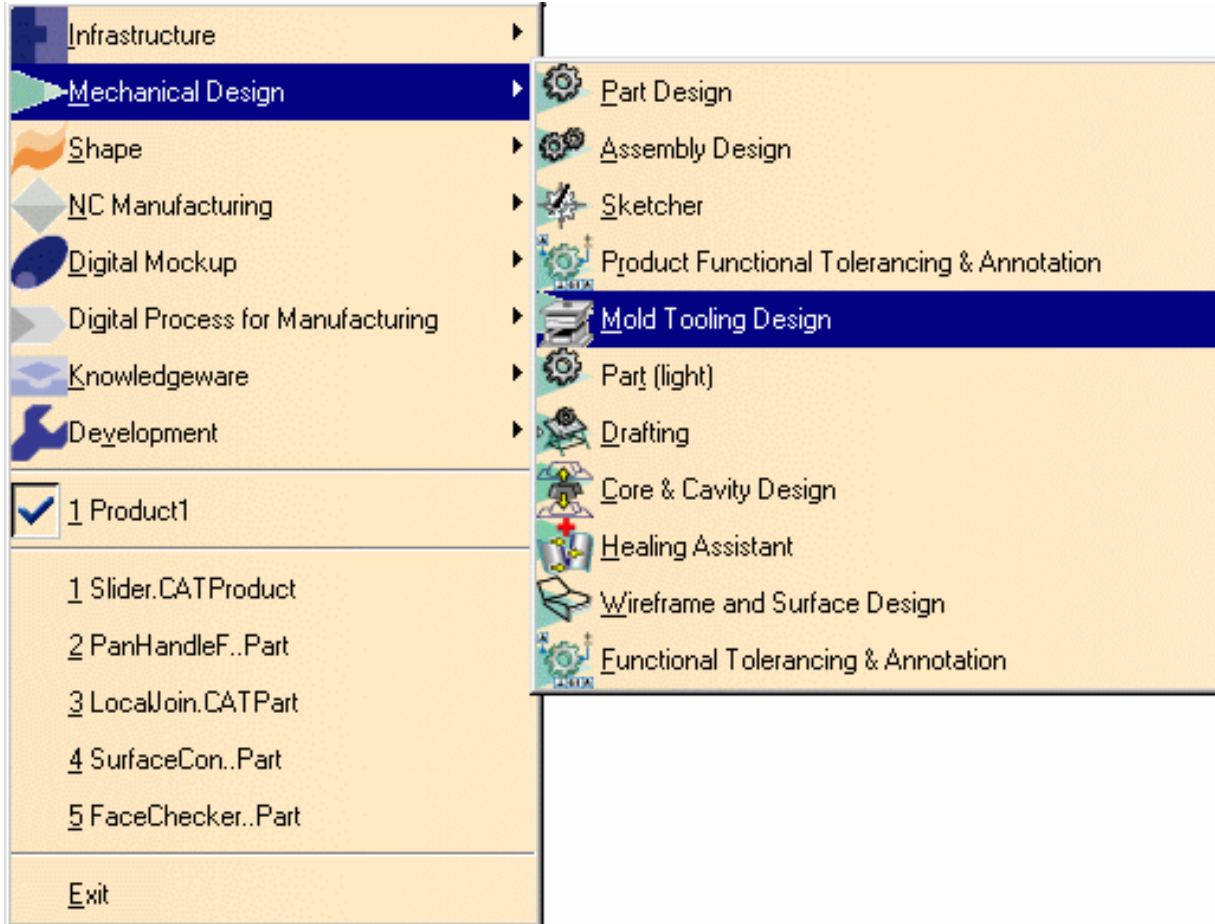 Infrastructure
Mechanical Design
Shape
NC Manufacturing
Digital Mockup
Digital Process for Manufacturing
Knowledgeware
Development
1 Product1
1 Slider.CATProduct
2 PanHandleF..Part
3 LocalJoin.CATPart
4 SurfaceCon..Part
5 FaceChecker..Part
Exit
Part Design
Assembly Design
Sketcher
Product Functional Tolerancing & Annotation
Mold Tooling Design
Part (light)
Drafting
Core & Cavity Design
Healing Assistant
Wireframe and Surface Design
Functional Tolerancing & Annotation